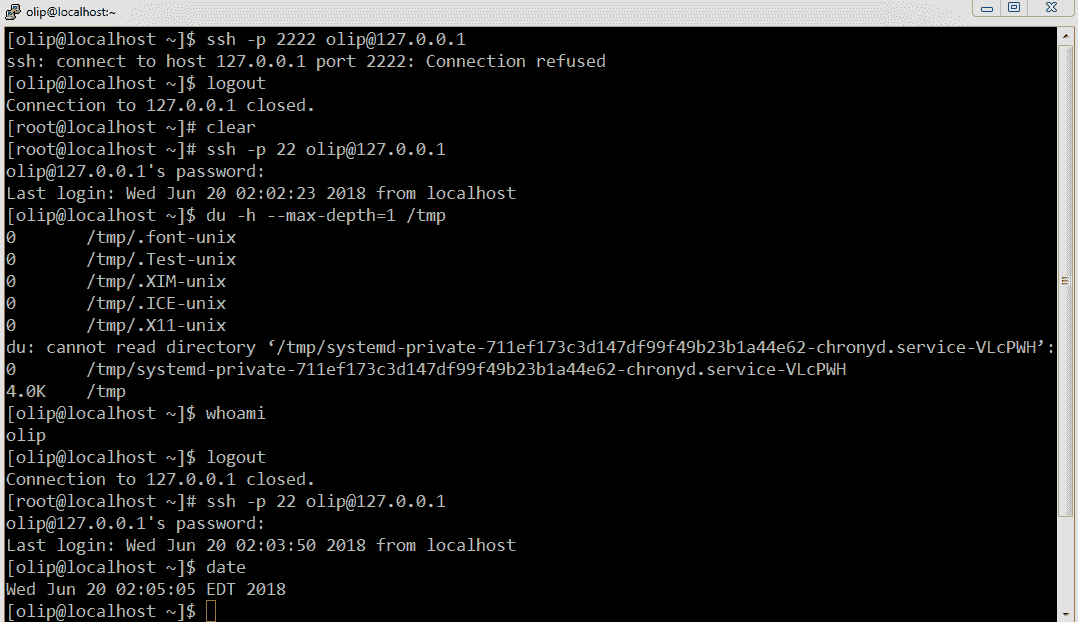 olip@localhost:~
[olip@localhost ~]$ ssh -p 2222 olip@127.0.0.1
ssh: connect to host 127.0.0.1 port 2222: Connection refused
[olip@localhost ~]$ logout
Connection to 127.0.0.1 closed.
[root@localhost ~]# clear
[root@localhost ~]# ssh -p 22 olip@127.0.0.1
olip@127.0.0.1's password:
Last login: Wed Jun 20 02:02:23 2018 from localhost
[olip@localhost ~]$ du -h --max-depth=1 /tmp
0       /tmp/.font-unix
0       /tmp/.Test-unix
0       /tmp/.XIM-unix
0       /tmp/.ICE-unix
0       /tmp/.X11-unix
du: cannot read directory ‘/tmp/systemd-private-711ef173c3d147df99f49b23b1a44e62-chronyd.service-VLcPWH’:
0       /tmp/systemd-private-711ef173c3d147df99f49b23b1a44e62-chronyd.service-VLcPWH
4.0K    /tmp
[olip@localhost ~]$ whoami
olip
[olip@localhost ~]$ logout
Connection to 127.0.0.1 closed.
[root@localhost ~]# ssh -p 22 olip@127.0.0.1
olip@127.0.0.1's password:
Last login: Wed Jun 20 02:03:50 2018 from localhost
[olip@localhost ~]$ date
Wed Jun 20 02:05:05 EDT 2018
[olip@localhost ~]$